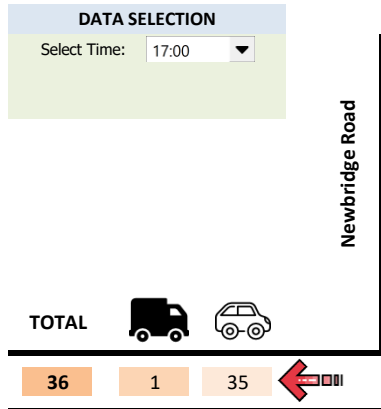 DATA SELECTION
Select Time: 17:00
Newbridge Road
TOTAL
36 1 35